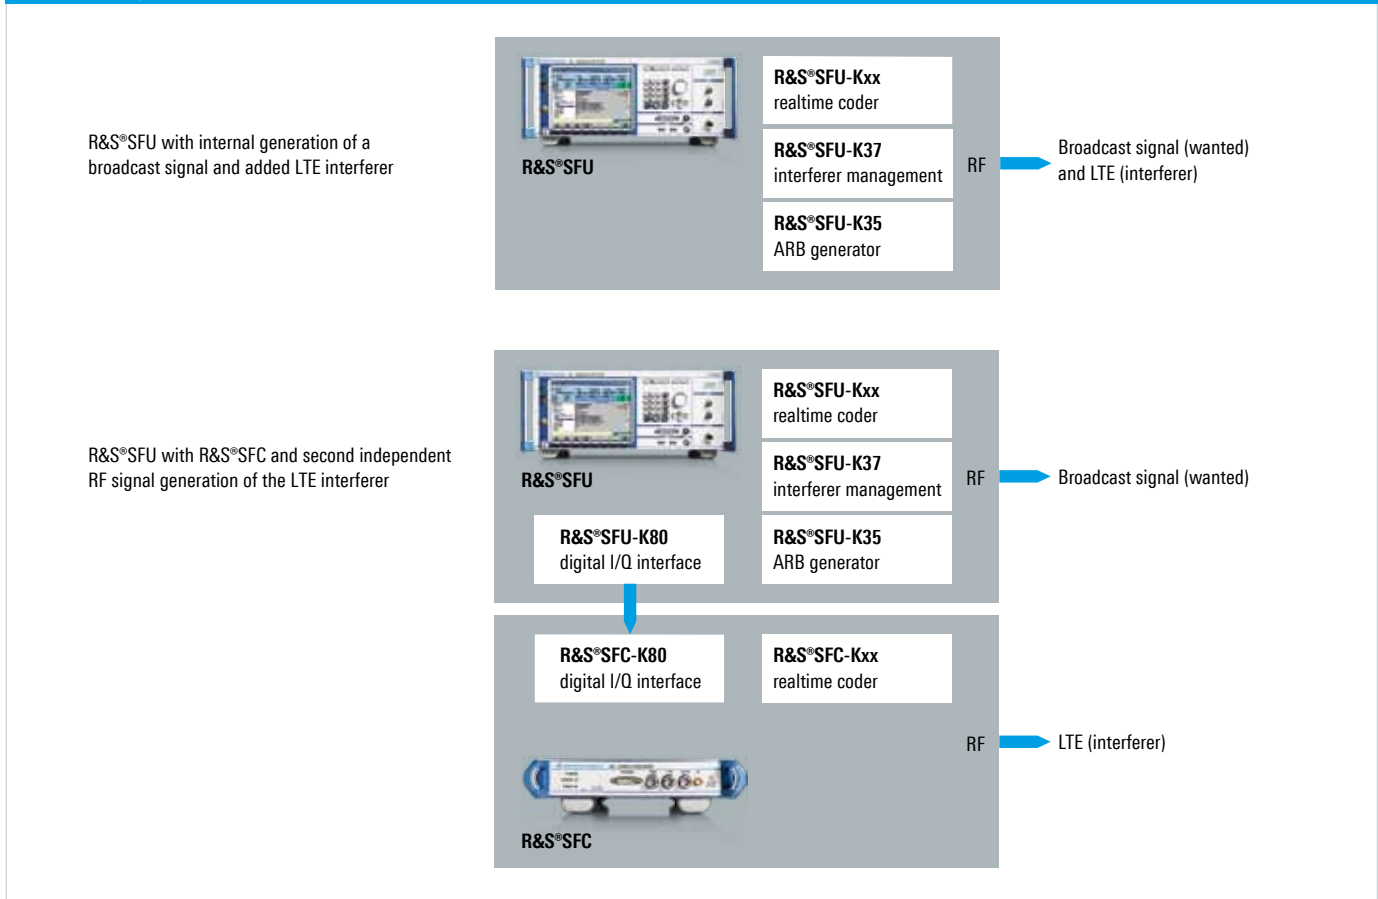 R&S®SFU with internal generation of a
broadcast signal and added LTE interferer
R&S®SFU
R&S®SFU-Kxx
realtime coder
R&S®SFU-K37
interferer management
R&S®SFU-K35
ARB generator
RF
Broadcast signal (wanted)
and LTE (interferer)
R&S®SFU with R&S®SFC and second independent
RF signal generation of the LTE interferer
R&S®SFU
R&S®SFU-Kxx
realtime coder
R&S®SFU-K37
interferer management
R&S®SFU-K35
ARB generator
RF
Broadcast signal (wanted)
R&S®SFU-K80
digital I/Q interface
R&S®SFC-K80
digital I/Q interface
R&S®SFC-Kxx
realtime coder
RF
LTE (interferer)
R&S®SFC